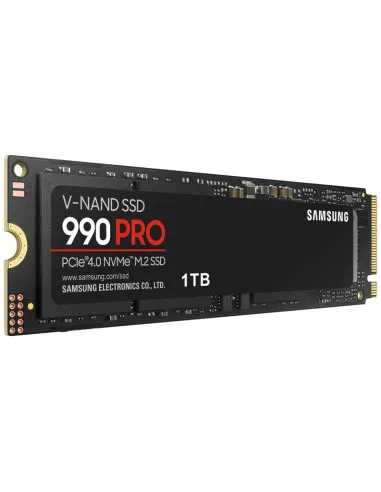 V-NAND SSD
990 PRO
PCIe® 4.0 NVMe™ M.2 SSD
www.samsung.com/ssd
SAMSUNG ELECTRONICS CO., LTD.
1TB
SAMSUNG